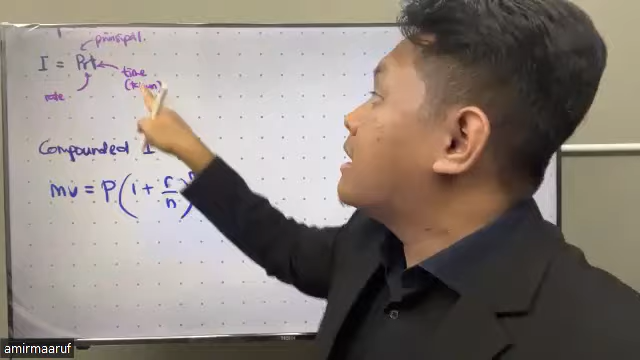 principal.
I = Prt
time
rate
Compounded I
mv = P(1 + r/n)
amirmaaruf